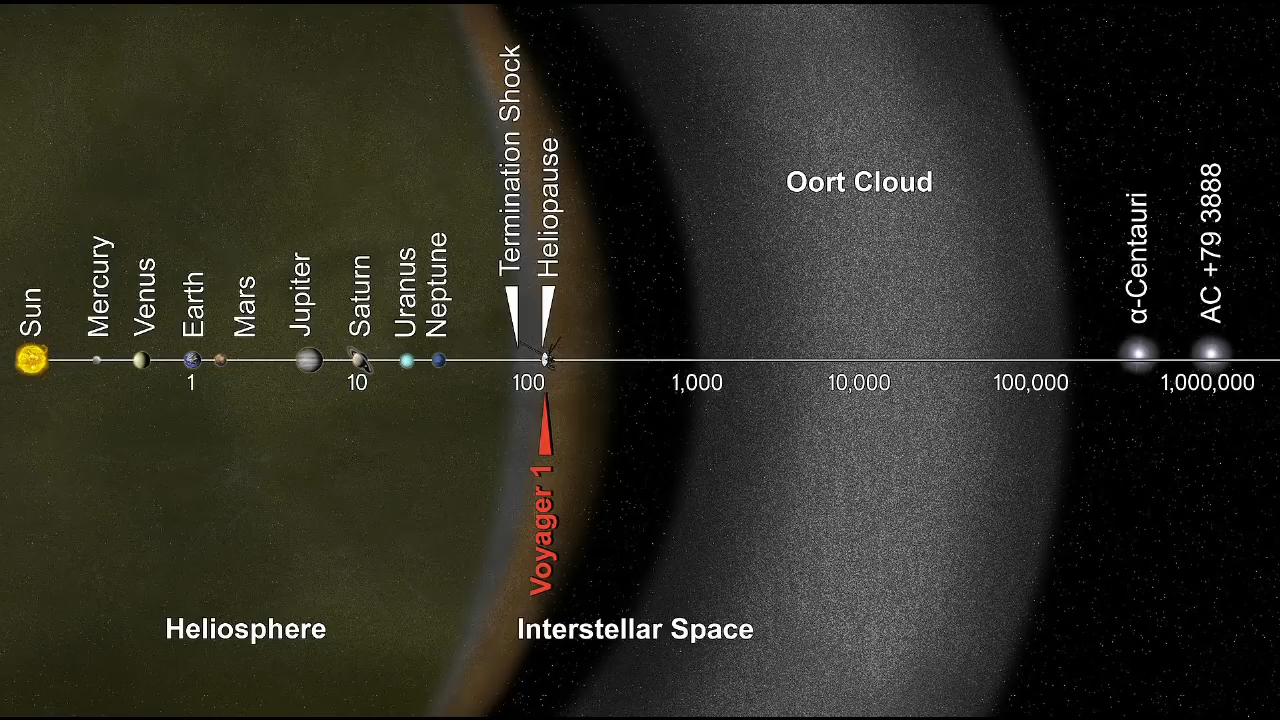 Sun
Mercury
Venus
Earth
Mars
Jupiter
Saturn
Uranus
Neptune
Termination Shock
Heliopause
Oort Cloud
α-Centauri
AC +79 3888
1
10
100
1,000
10,000
100,000
1,000,000
Voyager 1
Heliosphere
Interstellar Space